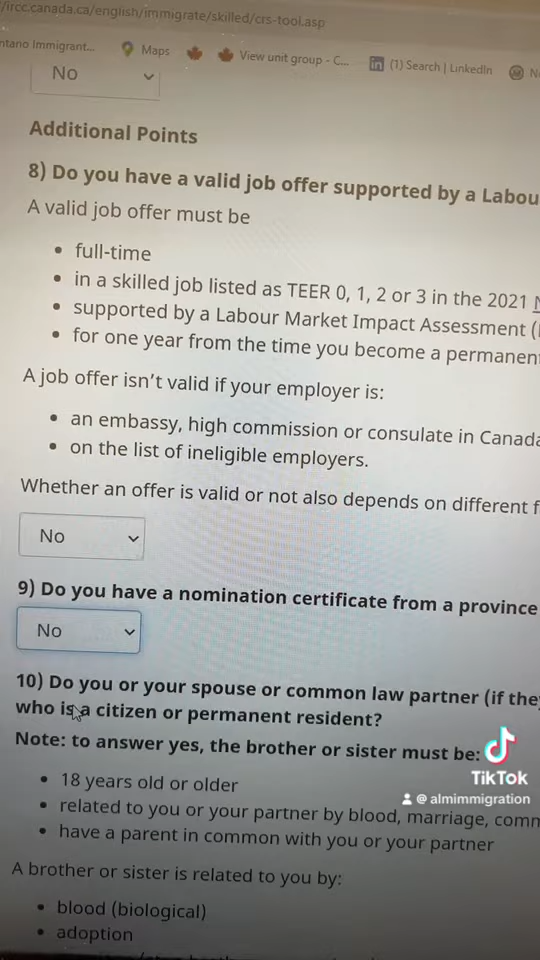 /ircc.canada.ca/english/immigrate/skilled/crs-tool.asp
ntano Immigrant...
Maps
View unit group - C...
(1) Search | LinkedIn
No
Additional Points
8) Do you have a valid job offer supported by a Labou
A valid job offer must be
• full-time
• in a skilled job listed as TEER 0, 1, 2 or 3 in the 2021 N
• supported by a Labour Market Impact Assessment (
• for one year from the time you become a permanen
A job offer isn't valid if your employer is:
• an embassy, high commission or consulate in Canada
• on the list of ineligible employers.
Whether an offer is valid or not also depends on different f
No
9) Do you have a nomination certificate from a province
No
10) Do you or your spouse or common law partner (if they
who is a citizen or permanent resident?
Note: to answer yes, the brother or sister must be:
TikTok
@ almimmigration
• 18 years old or older
• related to you or your partner by blood, marriage, comm
• have a parent in common with you or your partner
A brother or sister is related to you by:
• blood (biological)
• adoption